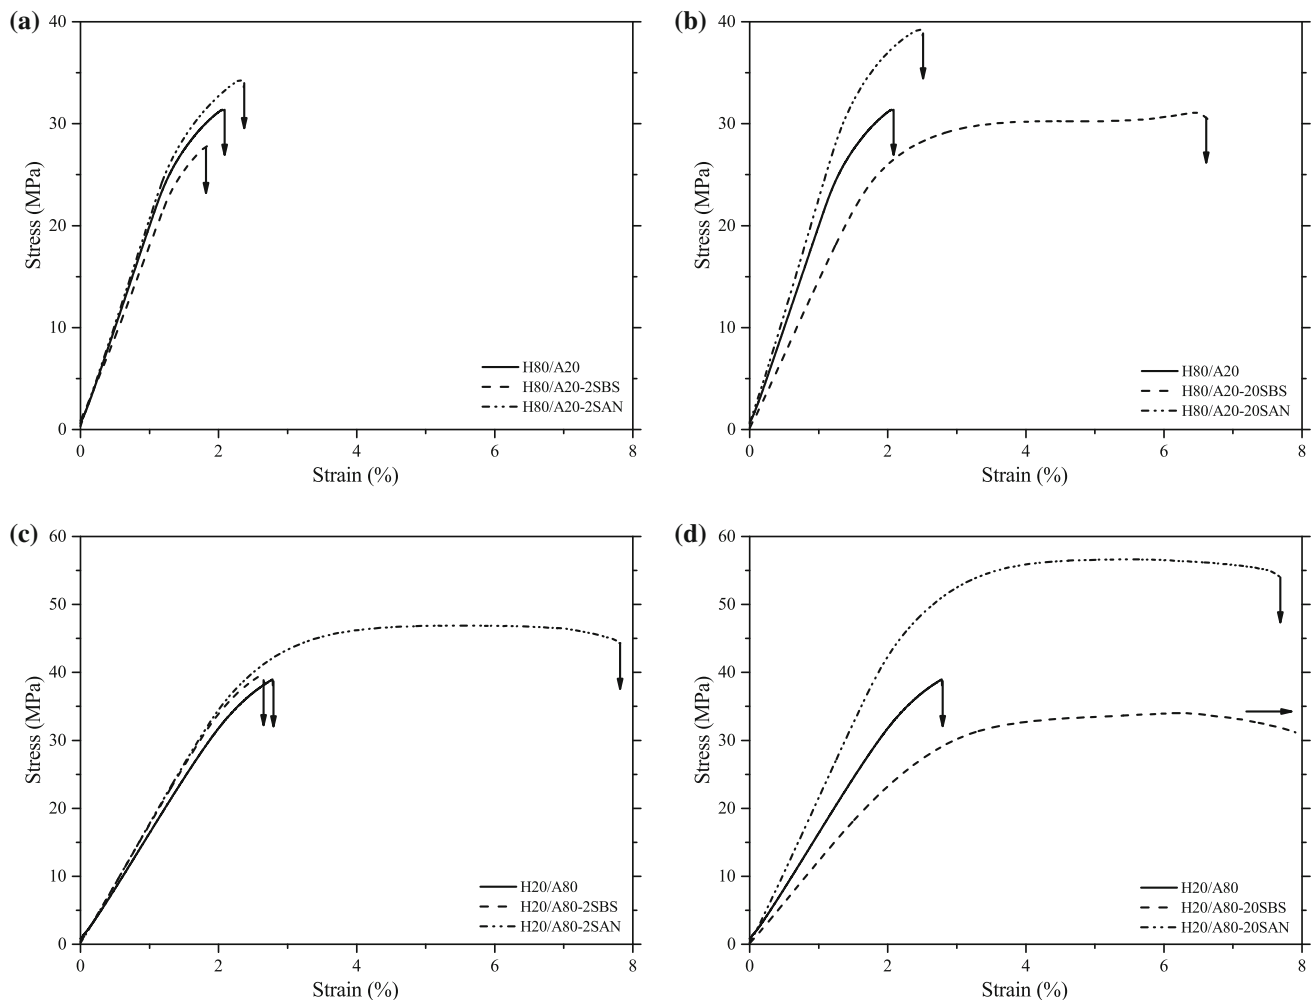 (a)
40
30
20
10
0
Stress (MPa)
0 2 4 6 8
Strain (%)
H80/A20
H80/A20-2SBS
H80/A20-2SAN
(b)
40
30
20
10
0
Stress (MPa)
0 2 4 6 8
Strain (%)
H80/A20
H80/A20-20SBS
H80/A20-20SAN
(c)
60
50
40
30
20
10
0
Stress (MPa)
0 2 4 6 8
Strain (%)
H20/A80
H20/A80-2SBS
H20/A80-2SAN
(d)
60
50
40
30
20
10
0
Stress (MPa)
0 2 4 6 8
Strain (%)
H20/A80
H20/A80-20SBS
H20/A80-20SAN